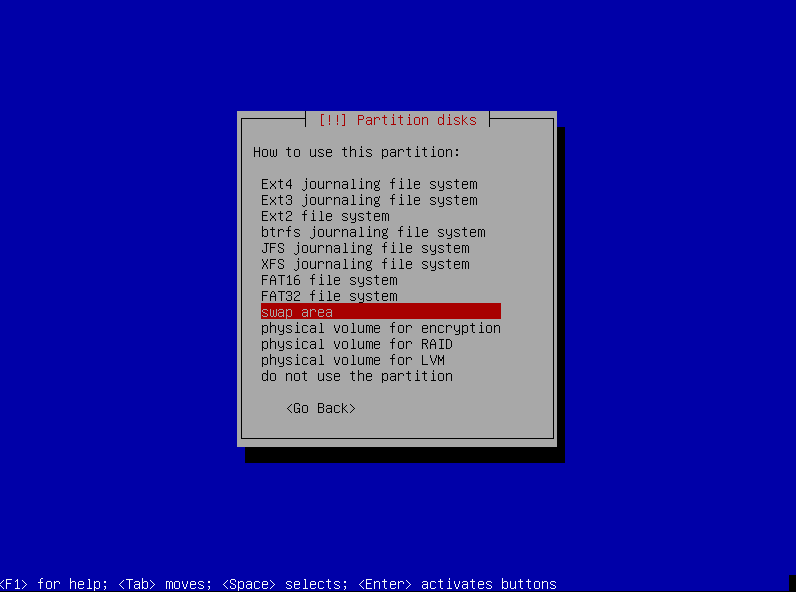 [!!] Partition disks
How to use this partition:
Ext4 journaling file system
Ext3 journaling file system
Ext2 file system
btrfs journaling file system
JFS journaling file system
XFS journaling file system
FAT16 file system
FAT32 file system
swap area
physical volume for encryption
physical volume for RAID
physical volume for LVM
do not use the partition
<Go Back>
<F1> for help; <Tab> moves; <Space> selects; <Enter> activates buttons